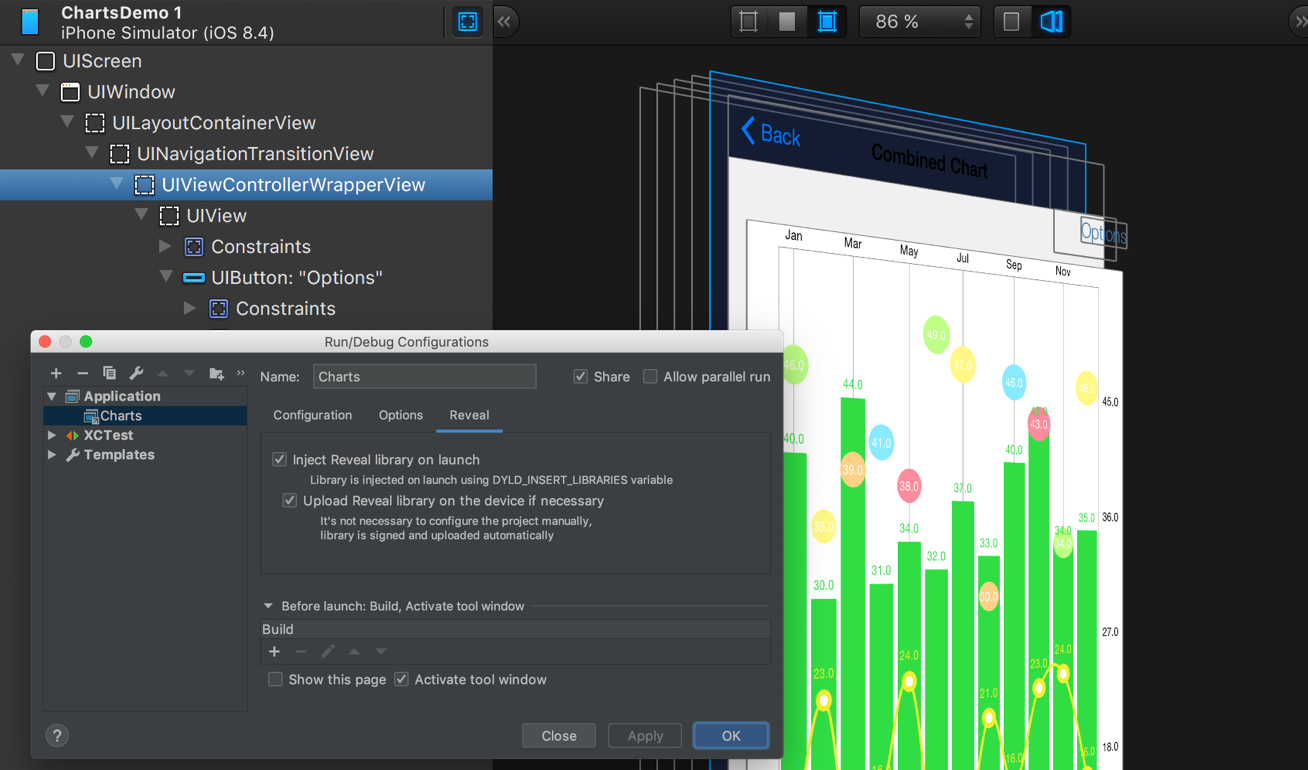 ChartsDemo 1
iPhone Simulator (iOS 8.4)
86 %
UIScreen
UIWindow
UILayoutContainerView
UINavigationTransitionView
UIViewControllerWrapperView
UIView
Constraints
UIButton: "Options"
Constraints
Run/Debug Configurations
Application
Charts
XCTest
Templates
Name:
Charts
Share
Allow parallel run
Configuration
Options
Reveal
Inject Reveal library on launch
Library is injected on launch using DYLD_INSERT_LIBRARIES variable
Upload Reveal library on the device if necessary
It's not necessary to configure the project manually,
library is signed and uploaded automatically
Before launch: Build, Activate tool window
Build
Show this page
Activate tool window
?
Close
Apply
OK
Back
Combined Chart
Options
Jan
Mar
May
Jul
Sep
Nov
49.0
46.0
47.0
46.0
44.0
45.0
43.0
40.0
41.0
40.0
39.0
38.0
37.0
36.0
35.0
34.0
34.0
34.0
35.0
33.0
32.0
31.0
30.0
30.0
27.0
24.0
24.0
23.0
23.0
21.0
18.0
16.0
16.0